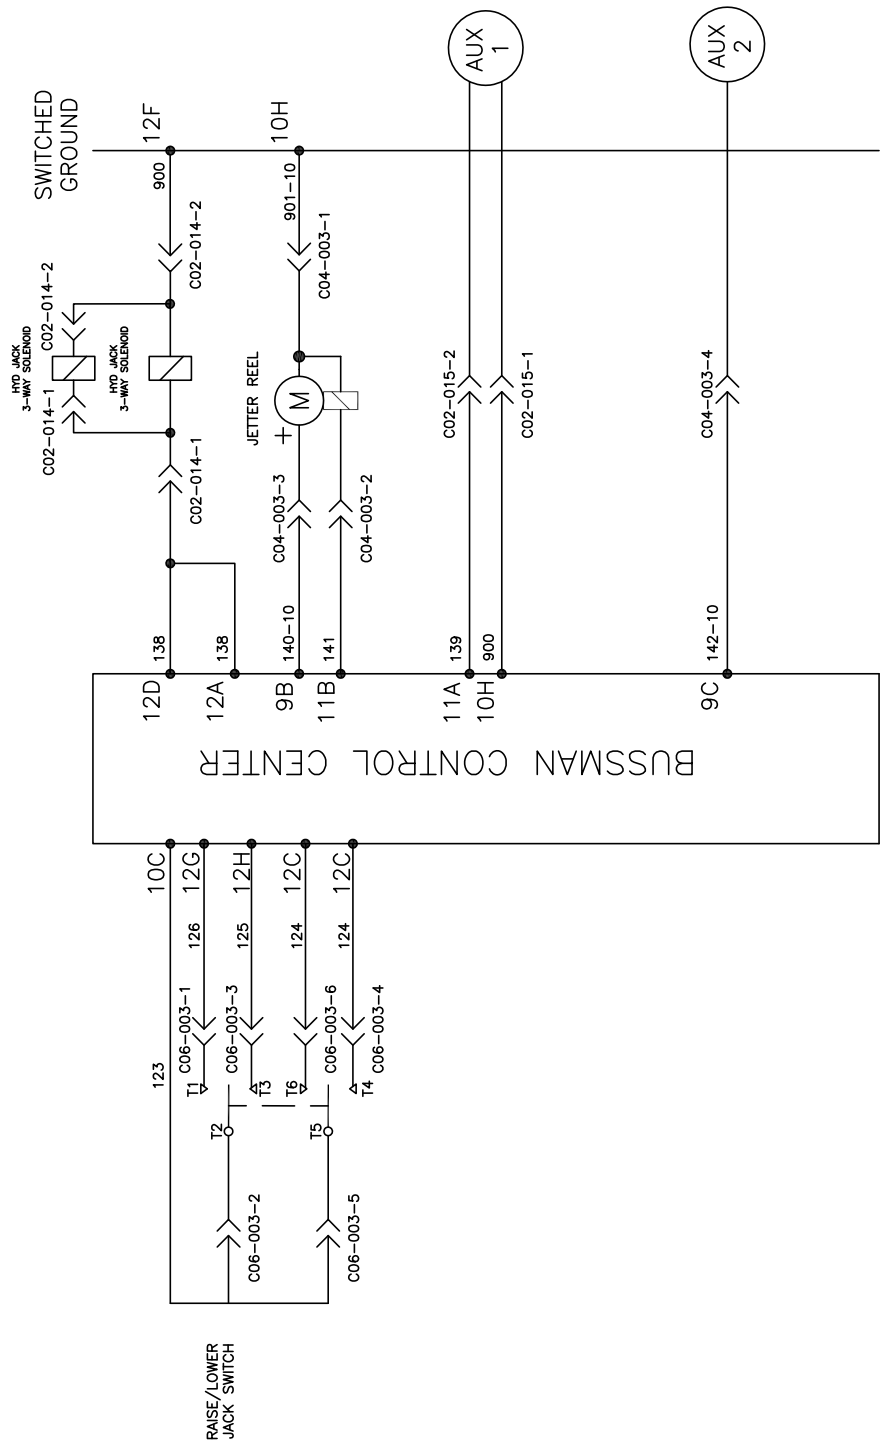 RAISE/LOWER
JACK SWITCH
123
C06-003-2
C06-003-5
T2
T5
T1
T3
T6
T4
C06-003-1
C06-003-3
C06-003-6
C06-003-4
126
125
124
124
10C
12G
12H
12C
12C
BUSSMAN CONTROL CENTER
12D
12A
9B
11B
11A
10H
9C
138
138
140-10
141
139
900
142-10
C02-014-1
C02-014-1
HYD JACK
3-WAY SOLENOID
HYD JACK
3-WAY SOLENOID
C02-014-2
C02-014-2
C04-003-3
C04-003-2
JETTER REEL
+
M
C04-003-1
C02-015-2
C02-015-1
C04-003-4
900
901-10
SWITCHED
GROUND
12F
10H
AUX
1
AUX
2